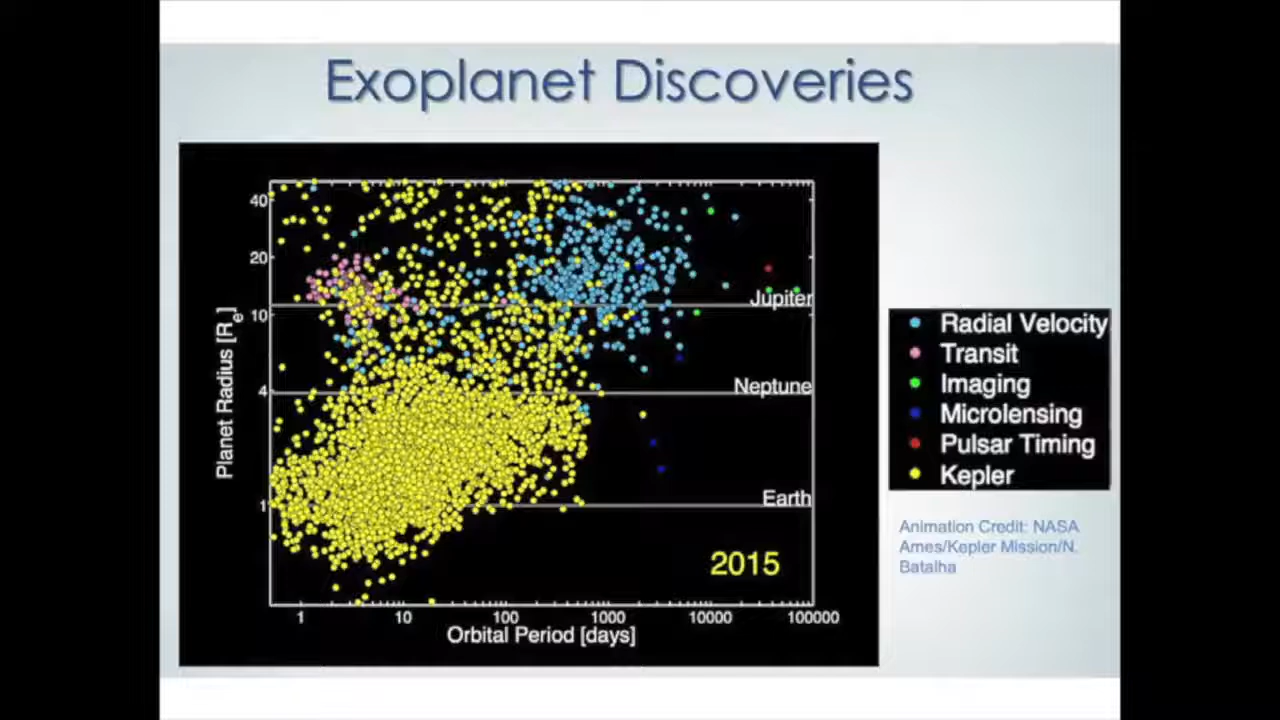 Exoplanet Discoveries
40
20
10
4
1
Planet Radius [Re]
Jupiter
Neptune
Earth
2015
1 10 100 1000 10000 100000
Orbital Period [days]
Radial Velocity
Transit
Imaging
Microlensing
Pulsar Timing
Kepler
Animation Credit: NASA
Ames/Kepler Mission/N.
Batalha